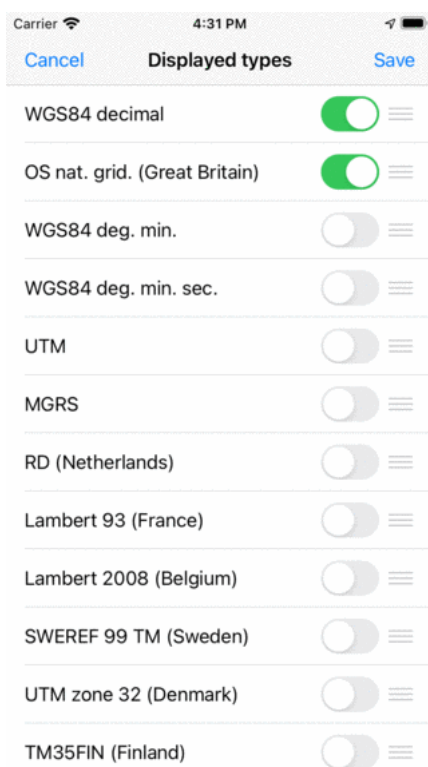 Carrier 4:31 PM
Cancel Displayed types Save
WGS84 decimal
OS nat. grid. (Great Britain)
WGS84 deg. min.
WGS84 deg. min. sec.
UTM
MGRS
RD (Netherlands)
Lambert 93 (France)
Lambert 2008 (Belgium)
SWEREF 99 TM (Sweden)
UTM zone 32 (Denmark)
TM35FIN (Finland)